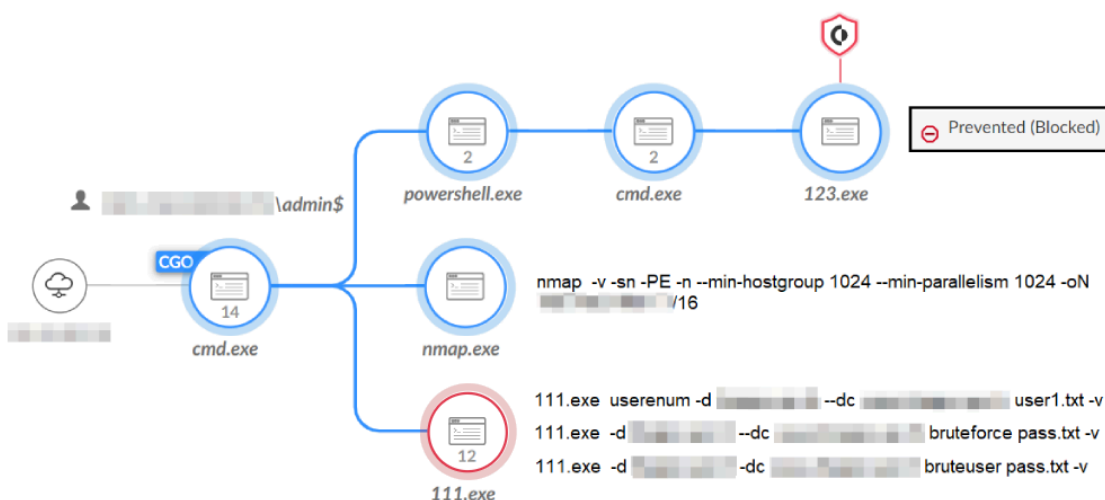 Prevented (Blocked)
2
2
powershell.exe
cmd.exe
123.exe
\admin$
CGO
14
cmd.exe
nmap.exe
nmap -v -sn -PE -n --min-hostgroup 1024 --min-parallelism 1024 -oN
/16
12
111.exe
111.exe userenum -d --dc user1.txt -v
111.exe -d --dc bruteforce pass.txt -v
111.exe -d -dc bruteuser pass.txt -v